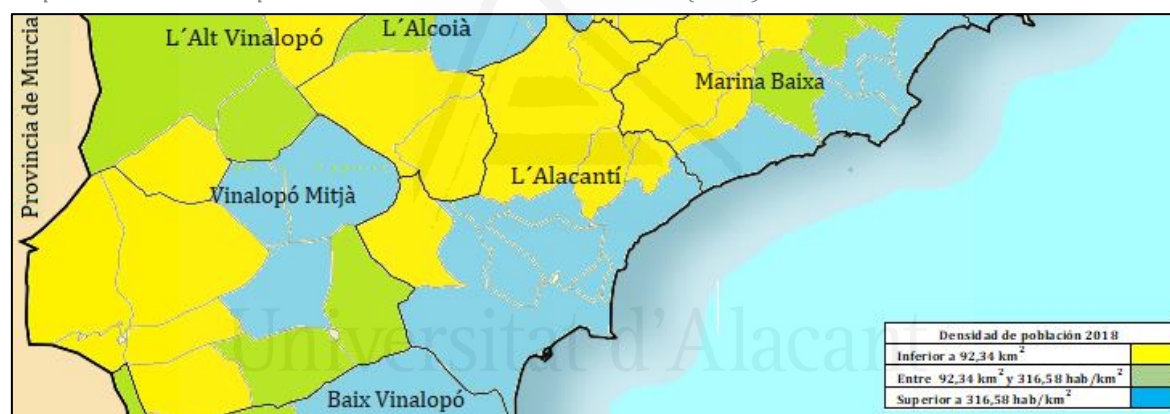 L´Alt Vinalopó
L´Alcoià
Marina Baixa
Provincia de Murcia
L´Alacantí
Vinalopó Mitjà
Universitat d'Alacant
Densidad de población 2018
Inferior a 92,34 km²
Entre 92,34 km² y 316,58 hab/km²
Superior a 316,58 hab/km²
Baix Vinalopó